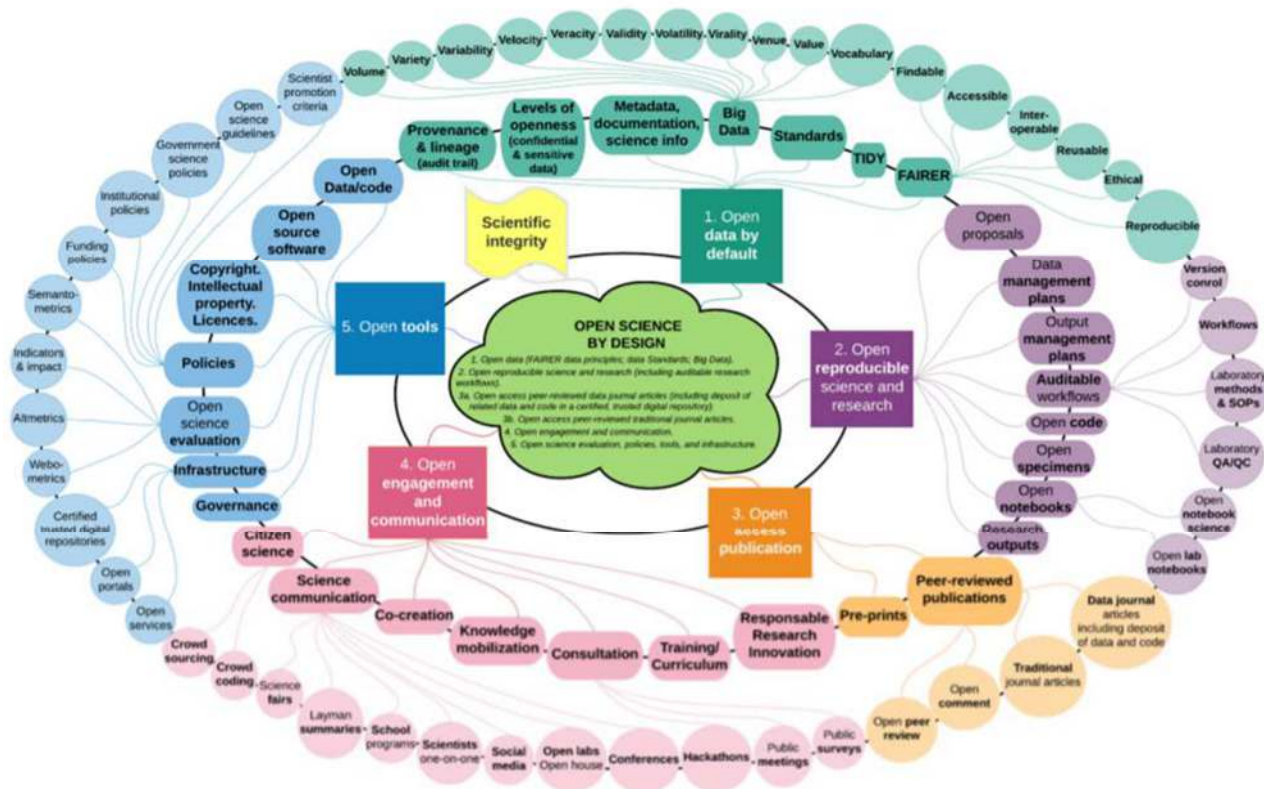 Volume
Variety
Variability
Velocity
Veracity
Validity
Volatility
Virality
Venue
Value
Vocabulary
Findable
Accessible
Inter-
operable
Reusable
Ethical
Reproducible
Version
conrol
Workflows
Laboratory
methods
& SOPs
Laboratory
QA/QC
Open
notebook
science
Open lab
notebooks
Data journal
articles
including deposit
of data and code
Traditional
journal articles
Open
comment
Open peer
review
Public
surveys
Public
meetings
Hackathons
Conferences
Open labs
Open house
Social
media
Scientists
one-on-one
School
programs
Layman
summaries
Science
fairs
Crowd
coding
Crowd
sourcing
Open
services
Open
portals
Certified
trusted digital
repositories
Webo-
metrics
Altmetrics
Indicators
& impact
Semanto-
metrics
Funding
policies
Institutional
policies
Government
science
policies
Open
science
guidelines
Scientist
promotion
criteria
Provenance
& lineage
(audit trail)
Levels of
openness
(confidential
& sensitive
data)
Metadata,
documentation,
science info
Big
Data
Standards
TIDY
FAIRER
Open
proposals
Data
management
plans
Output
management
plans
Auditable
workflows
Open code
Open
specimens
Open
notebooks
Research
outputs
Peer-reviewed
publications
Pre-prints
Responsable
Research
Innovation
Training/
Curriculum
Consultation
Knowledge
mobilization
Co-creation
Science
communication
Citizen
science
Governance
Infrastructure
Open
science
evaluation
Policies
Copyright.
Intellectual
property.
Licences.
Open
source
software
Open
Data/code
Scientific
integrity
1. Open
data by
default
2. Open
reproducible
science and
research
3. Open
access
publication
4. Open
engagement
and
communication
5. Open tools
OPEN SCIENCE
BY DESIGN
1. Open data (FAIRER data principles; data Standards; Big Data).
2. Open reproducible science and research (including auditable research
workflows).
3a. Open access peer-reviewed data journal articles (including deposit of
related data and code in a certified, trusted digital repository).
3b. Open access peer-reviewed traditional journal articles.
4. Open engagement and communication.
5. Open science evaluation, policies, tools, and infrastructure.